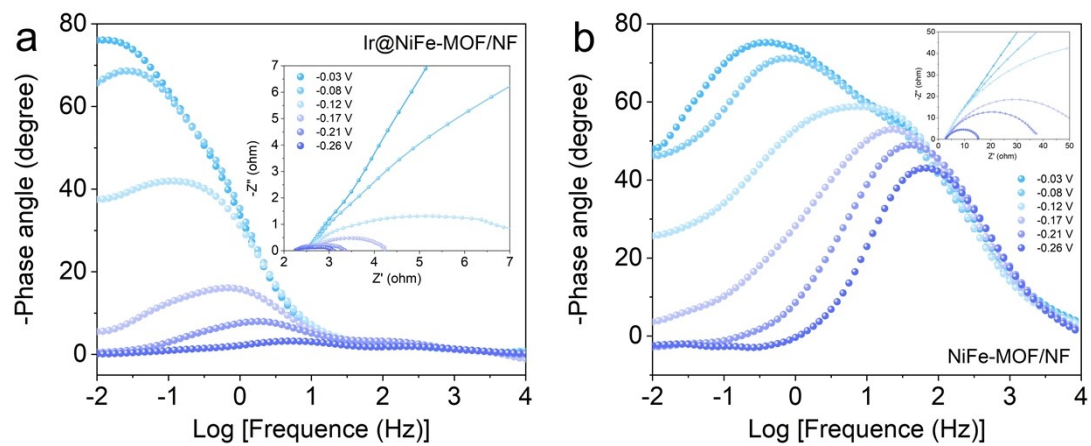 a
Ir@NiFe-MOF/NF
-Phase angle (degree)
80
60
40
20
0
-2
-1
0
1
2
3
4
Log [Frequence (Hz)]
-Z" (ohm)
7
6
5
4
3
2
1
0
2
3
4
5
6
7
Z' (ohm)
-0.03 V
-0.08 V
-0.12 V
-0.17 V
-0.21 V
-0.26 V
b
-Phase angle (degree)
80
70
60
50
40
30
20
10
0
-10
-2
-1
0
1
2
3
4
Log [Frequence (Hz)]
-Z" (ohm)
50
40
30
20
10
0
0
10
20
30
40
50
Z' (ohm)
-0.03 V
-0.08 V
-0.12 V
-0.17 V
-0.21 V
-0.26 V
NiFe-MOF/NF